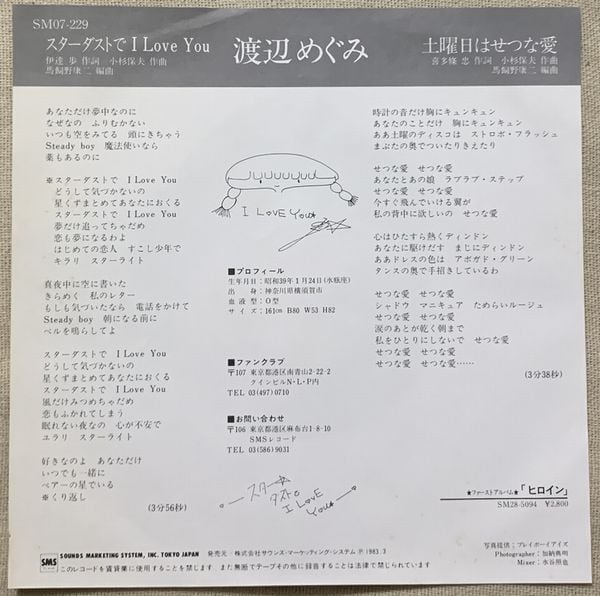 SM07-229
スターダストで I Love You
伊達 歩 作詞 小杉保夫 作曲
馬飼野康二 編曲
渡辺めぐみ
土曜日はせつな愛
喜多條 忠 作詞 小杉保夫 作曲
馬飼野康二 編曲
あなただけ夢中なのに
なぜなの ふりむかない
いつも空をみてる 頭にきちゃう
Steady boy 魔法使いなら
薬もあるのに
※スターダストで I Love You
どうして気づかないの
星くずまとめてあなたにおくる
スターダストで I Love You
夢だけ追ってちゃだめ
恋も夢になるわよ
はじめての恋人 すこし少年で
キラリ スターライト
真夜中に空に書いた
きらめく 私のレター
もしも気づいたなら 電話をかけて
Steady boy 朝になる前に
ベルを鳴らしてよ
スターダストで I Love You
どうして気づかないの
星くずまとめてあなたにおくる
スターダストで I Love You
風だけみつめちゃだめ
恋もふかれてしまう
眠れない夜なの 心が不安で
ユラリ スターライト
好きなのよ あなただけ
いつでも一緒に
ペアーの星でいる
※くり返し
(3分56秒)
I LOVE YOU
■プロフィール
生年月日：昭和39年1月24日(水瓶座)
出 身：神奈川県横須賀市
血 液 型：O型
サ イ ズ：161cm B80 W53 H82
■ファンクラブ
〒107 東京都港区南青山2-22-2
クインビルN・L・P内
TEL 03(497)0710
■お問い合わせ
〒106 東京都港区麻布台1-8-10
SMSレコード
TEL 03(586)9031
スター
ダストで
I LOVE
YOU
時計の音だけ胸にキュンキュン
あなたのことだけ 胸にキュンキュン
ああ土曜のディスコは ストロボ・フラッシュ
まぶたの奥でついたりきえたり
せつな愛 せつな愛
あなたとあの娘 ラブラブ・ステップ
せつな愛 せつな愛
今すぐ飛んでいける翼が
私の背中に欲しいの せつな愛
心はひたすら熱くディンドン
あなたに駆けだす まじにディンドン
ああドレスの色は アボガド・グリーン
タンスの奥で手招きしているわ
せつな愛 せつな愛
シャドウ マニキュア ためらいルージュ
せつな愛 せつな愛
涙のあとが乾く朝まで
私をひとりにしないで せつな愛
せつな愛 せつな愛
せつな愛 せつな愛……
(3分38秒)
★ファーストアルバム★「ヒロイン」
SM28-5094 ¥2,800
写真提供：プレイボーイアイズ
Photographer：加納典明
Mixer：水谷照也
SMS
SOUNDS MARKETING SYSTEM, INC. TOKYO JAPAN 発売元・株式会社サウンズ・マーケッティング・システム Ⓟ 1983.3
このレコードを賃貸業に使用することを禁じます、また無断でテープその他に録音することは法律で禁じられています。